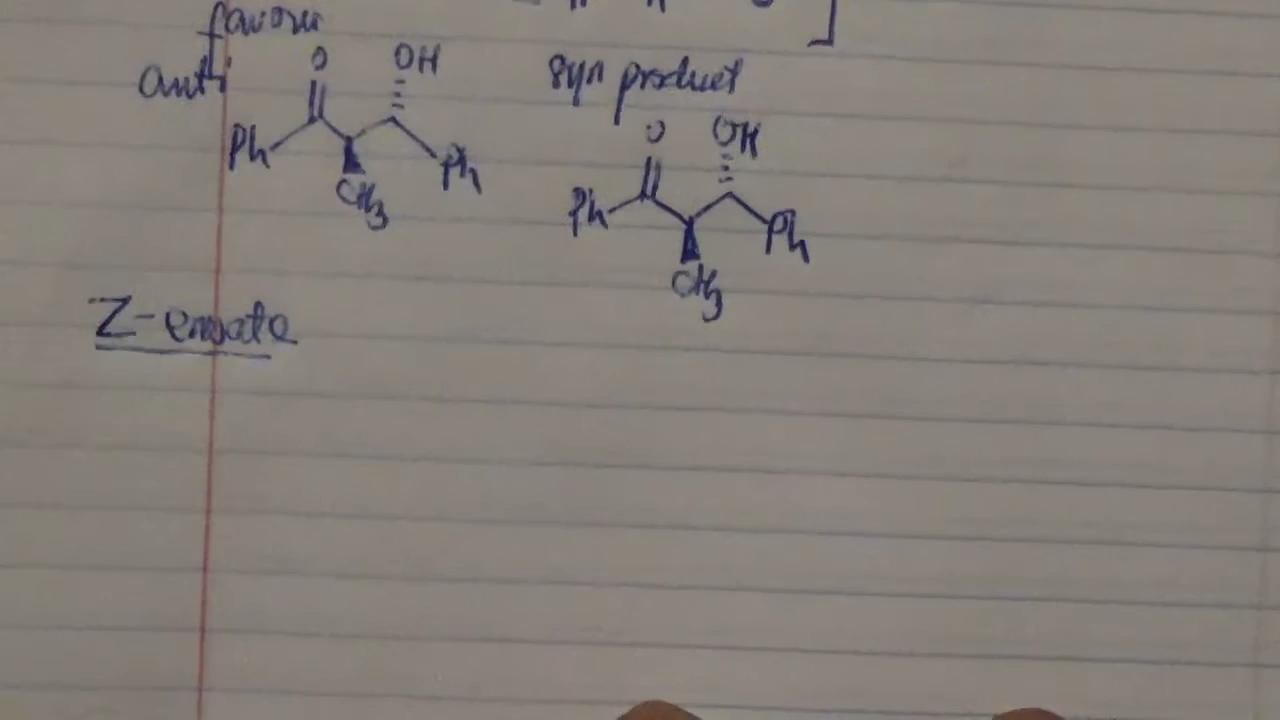 favour
anti
O OH
Ph Ph
CH3
syn product
O OH
Ph Ph
CH3
Z-enolate